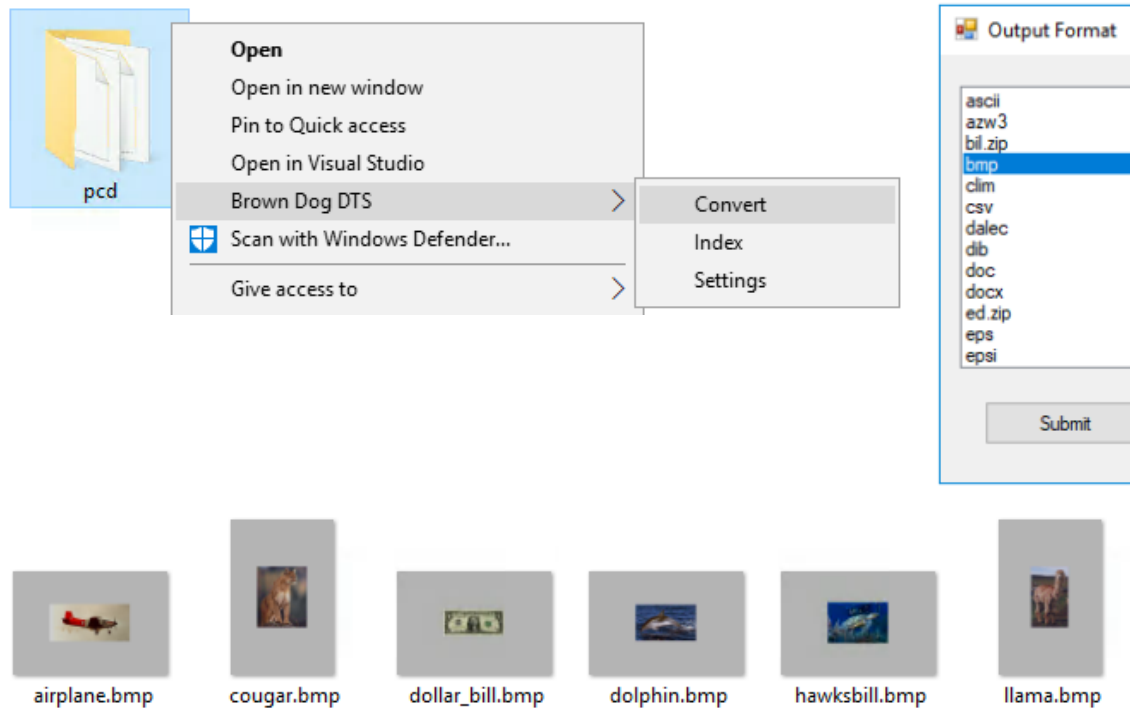 pcd
Open
Open in new window
Pin to Quick access
Open in Visual Studio
Brown Dog DTS
Scan with Windows Defender...
Give access to
Convert
Index
Settings
Output Format
ascii
azw3
bil.zip
bmp
clim
csv
dalec
dib
doc
docx
ed.zip
eps
epsi
Submit
airplane.bmp
cougar.bmp
dollar_bill.bmp
dolphin.bmp
hawksbill.bmp
llama.bmp